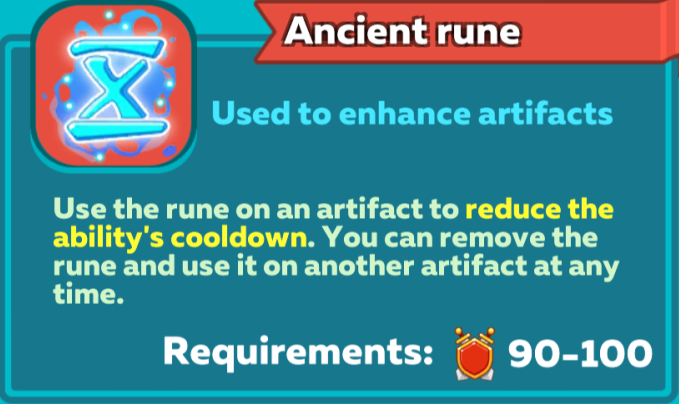 Ancient rune
Used to enhance artifacts
Use the rune on an artifact to reduce the
ability's cooldown. You can remove the
rune and use it on another artifact at any
time.
Requirements: 90-100